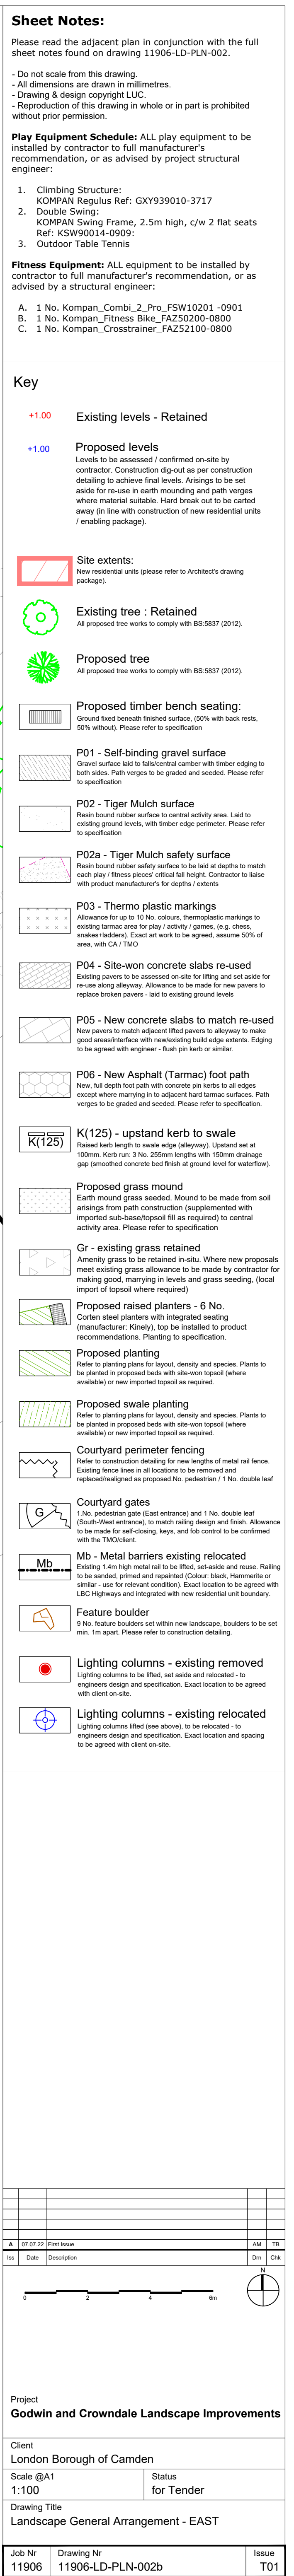 Sheet Notes:
Please read the adjacent plan in conjunction with the full
sheet notes found on drawing 11906-in-PD-PLN-002.
- Do not scale from this drawing.
- All dimensions are drawn in millimetres.
- Drawing & design copyright LUC.
- Reproduction of this drawing in whole or in part is prohibited
without prior permission.
Play Equipment Schedule: ALL play equipment to be
installed by contractor to full manufacturer's
recommendation, or as advised by project structural
engineer:
1. Climbing Structure:
KOMPAN Regulus Ref: GXY939010-3717
2. Double Swing:
KOMPAN Swing Frame, 2.5m high, c/w 2 flat seats
Ref: KSW90014-0909:
3. Outdoor Table Tennis
Fitness Equipment: ALL equipment to be installed by
contractor to full manufacturer's recommendation, or as
advised by a structural engineer:
A. 1 No. Kompan_Combi_2_Pro_FSW10201 -0901
B. 1 No. Kompan_Fitness Bike_FAZ50200-0800
C. 1 No. Kompan_Crosstrainer_FAZ52100-0800
Key
+1.00 Existing levels - Retained
+1.00 Proposed levels
Levels to be assessed / confirmed on-site by
contractor. Construction dig-out as per construction
detailing to achieve final levels. Arisings to be set
aside for re-use in earth mounding and path verges
where material suitable. Hard break out to be carted
away (in line with construction of new residential units
/ enabling package).
Site extents:
New residential units (please refer to Architect's drawing
package).
Existing tree : Retained
All proposed tree works to comply with BS:5837 (2012).
Proposed tree
All proposed tree works to comply with BS:5837 (2012).
Proposed timber bench seating:
Ground fixed beneath finished surface, (50% with back rests,
50% without). Please refer to specification
P01 - Self-binding gravel surface
Gravel surface laid to falls/central camber with timber edging to
both sides. Path verges to be graded and seeded. Please refer
to specification
P02 - Tiger Mulch surface
Resin bound rubber surface to central activity area. Laid to
existing ground levels, with timber edge perimeter. Please refer
to specification
P02a - Tiger Mulch safety surface
Resin bound rubber safety surface to be laid at depths to match
each play / fitness pieces' critical fall height. Contractor to liaise
with product manufacturer's for depths / extents
P03 - Thermo plastic markings
Allowance for up to 10 No. colours, thermoplastic markings to
existing tarmac area for play / activity / games, (e.g. chess,
snakes+ladders). Exact art work to be agreed, assume 50% of
area, with CA / TMO
P04 - Site-won concrete slabs re-used
Existing pavers to be assessed on-site for lifting and set aside for
re-use along alleyway. Allowance to be made for new pavers to
replace broken pavers - laid to existing ground levels
P05 - New concrete slabs to match re-used
New pavers to match adjacent lifted pavers to alleyway to make
good areas/interface with new/existing build edge extents. Edging
to be agreed with engineer - flush pin kerb or similar.
P06 - New Asphalt (Tarmac) foot path
New, full depth foot path with concrete pin kerbs to all edges
except where marrying in to adjacent hard tarmac surfaces. Path
verges to be graded and seeded. Please refer to specification.
K(125) K(125) - upstand kerb to swale
Raised kerb length to swale edge (alleyway). Upstand set at
100mm. Kerb run: 3 No. 255mm lengths with 150mm drainage
gap (smoothed concrete bed finish at ground level for waterflow).
Proposed grass mound
Earth mound grass seeded. Mound to be made from soil
arisings from path construction (supplemented with
imported sub-base/topsoil fill as required) to central
activity area. Please refer to specification
Gr - existing grass retained
Amenity grass to be retained in-situ. Where new proposals
meet existing grass allowance to be made by contractor for
making good, marrying in levels and grass seeding, (local
import of topsoil where required)
Proposed raised planters - 6 No.
Corten steel planters with integrated seating
(manufacturer: Kinely), top be installed to product
recommendations. Planting to specification.
Proposed planting
Refer to planting plans for layout, density and species. Plants to
be planted in proposed beds with site-won topsoil (where
available) or new imported topsoil as required.
Proposed swale planting
Refer to planting plans for layout, density and species. Plants to
be planted in proposed beds with site-won topsoil (where
available) or new imported topsoil as required.
Courtyard perimeter fencing
Refer to construction detailing for new lengths of metal rail fence.
Existing fence lines in all locations to be removed and
replaced/realigned as proposed.No. pedestrian / 1 No. double leaf
G Courtyard gates
1.No. pedestrian gate (East entrance) and 1 No. double leaf
(South-West entrance), to match railing design and finish. Allowance
to be made for self-closing, keys, and fob control to be confirmed
with the TMO/client.
Mb Mb - Metal barriers existing relocated
Existing 1.4m high metal rail to be lifted, set-aside and reuse. Railing
to be sanded, primed and repainted (Colour: black, Hammerite or
similar - use for relevant condition). Exact location to be agreed with
LBC Highways and integrated with new residential unit boundary.
Feature boulder
9 No. feature boulders set within new landscape, boulders to be set
min. 1m apart. Please refer to construction detailing.
Lighting columns - existing removed
Lighting columns to be lifted, set aside and relocated - to
engineers design and specification. Exact location to be agreed
with client on-site.
Lighting columns - existing relocated
Lighting columns lifted (see above), to be relocated - to
engineers design and specification. Exact location and spacing
to be agreed with client on-site.
A 07.07.22 First Issue AM TB
Iss Date Description Drn Chk
N
0 2 4 6m
Project
Godwin and Crowndale Landscape Improvements
Client
London Borough of Camden
Scale @A1 Status
1:100 for Tender
Drawing Title
Landscape General Arrangement - EAST
Job Nr Drawing Nr Issue
11906 11906-LD-PLN-002b T01